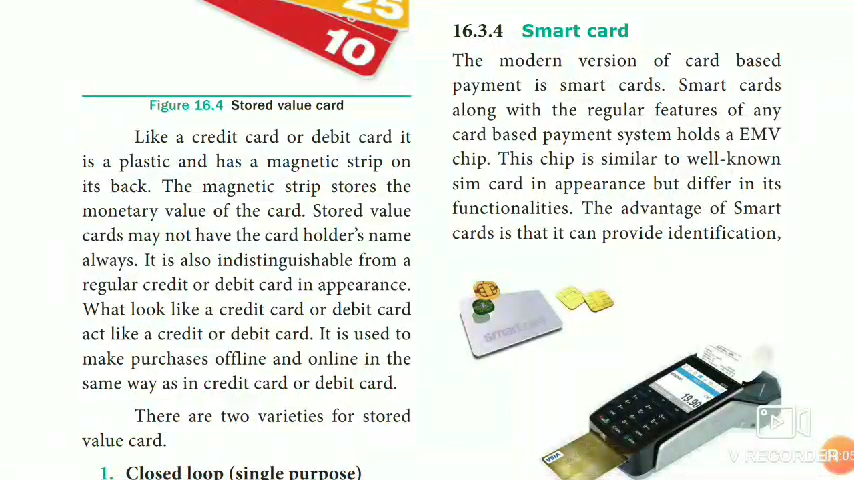 25
10
Figure 16.4 Stored value card
Like a credit card or debit card it
is a plastic and has a magnetic strip on
its back. The magnetic strip stores the
monetary value of the card. Stored value
cards may not have the card holder's name
always. It is also indistinguishable from a
regular credit or debit card in appearance.
What look like a credit card or debit card
act like a credit or debit card. It is used to
make purchases offline and online in the
same way as in credit card or debit card.
There are two varieties for stored
value card.
1. Closed loop (single purpose)
16.3.4 Smart card
The modern version of card based
payment is smart cards. Smart cards
along with the regular features of any
card based payment system holds a EMV
chip. This chip is similar to well-known
sim card in appearance but differ in its
functionalities. The advantage of Smart
cards is that it can provide identification,
smart card
19,90
VISA
V RECORDER